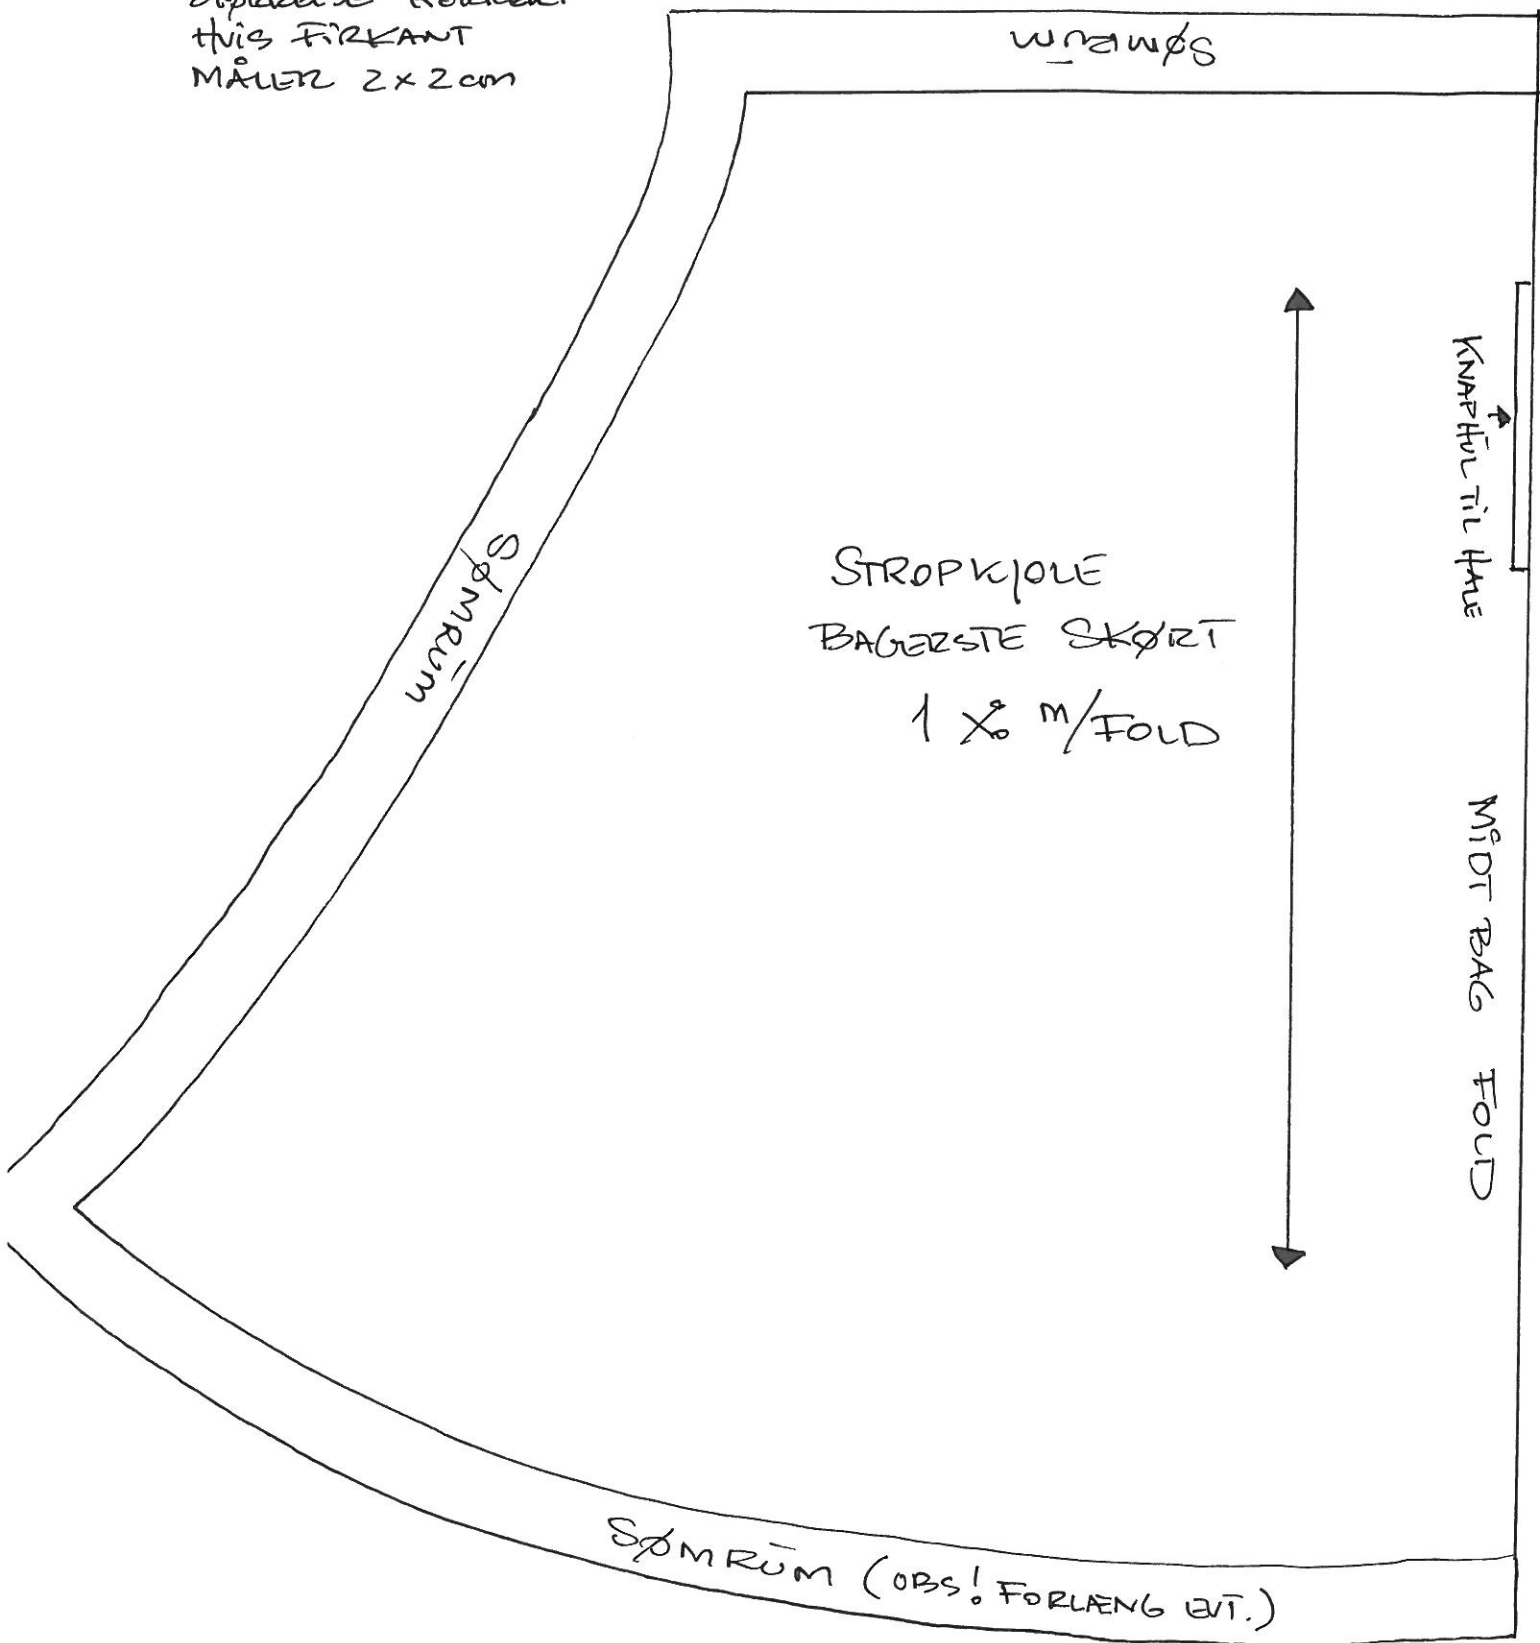 HVIS FIRKANT
MÅLER 2 x 2 cm
SØMRUM
SØMRUM
STROPKJOLE
BAGERSTE SKØRT
1 X m/FOLD
KNAPHUL TIL HALE
MIDT BAG FOLD
SØMRUM (OBS! FORLÆNG EVT.)